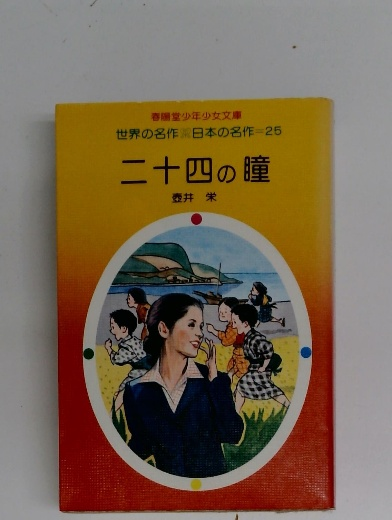 春陽堂少年少女文庫
世界の名作※日本の名作=25
二十四の瞳
壺井 栄